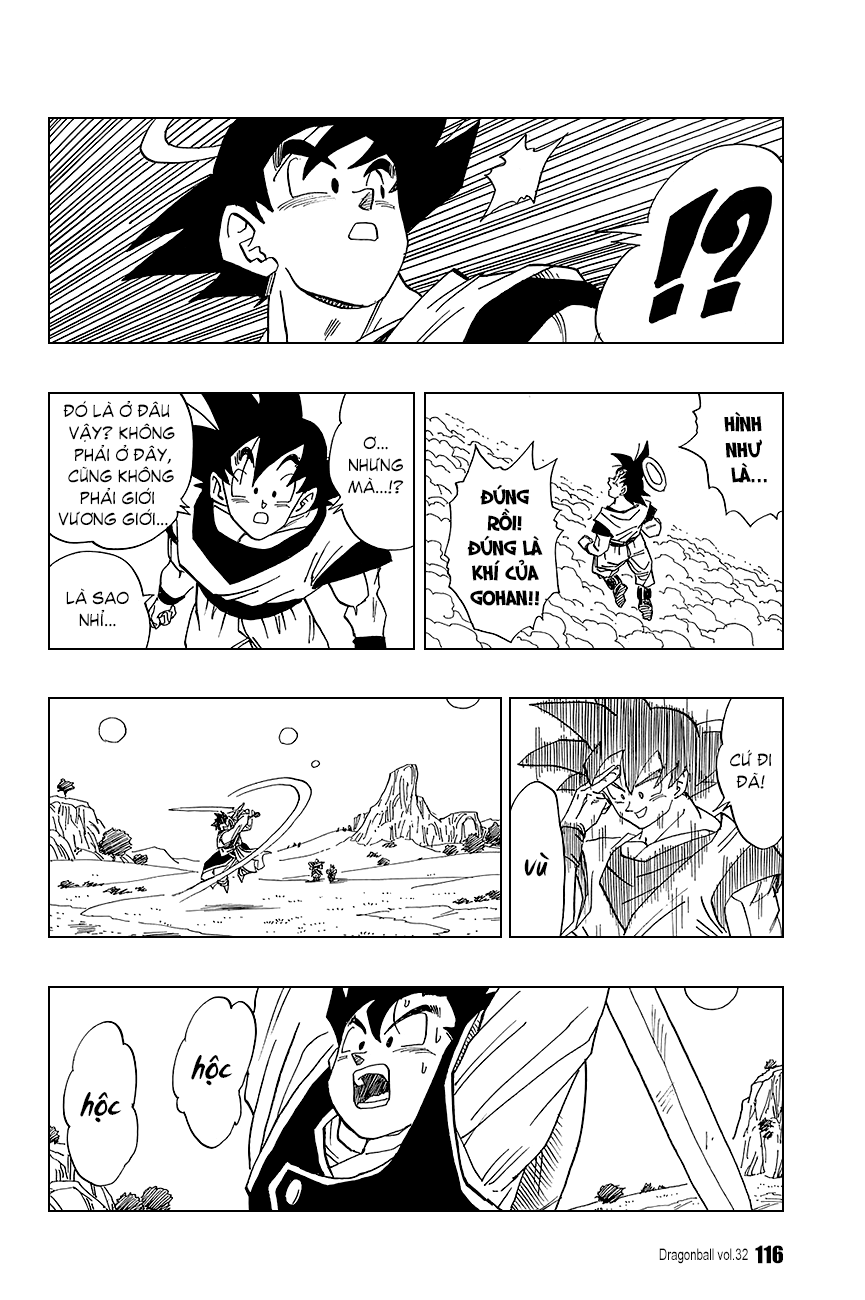 !?
HÌNH
NHƯ
LÀ...
ĐÚNG
RỒI!
ĐÚNG LÀ
KHÍ CỦA
GOHAN!!
Ơ...
NHƯNG
MÀ...!?
ĐÓ LÀ Ở ĐÂU
VẬY? KHÔNG
PHẢI Ở ĐÂY,
CŨNG KHÔNG
PHẢI GIỚI
VƯƠNG GIỚI...
LÀ SAO
NHỈ...
CỨ ĐI
ĐÃ!
VÙ
HỘC
HỘC
Dragonball vol.32 116